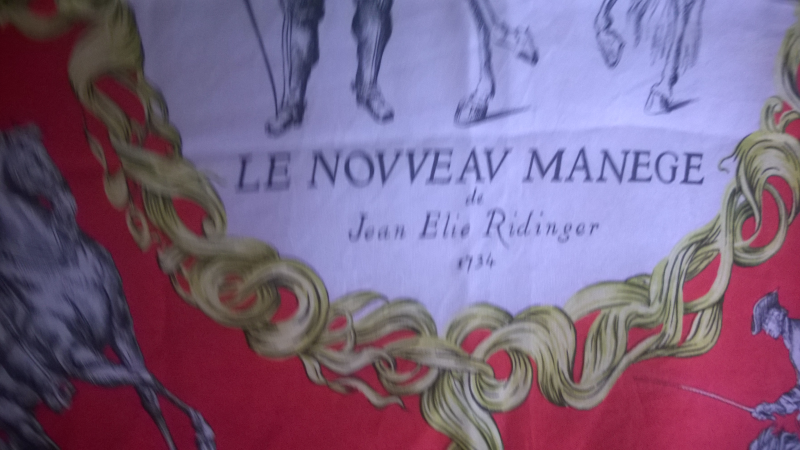 LE NOVVEAV MANEGE
de
Jean Elie Ridinger
1734